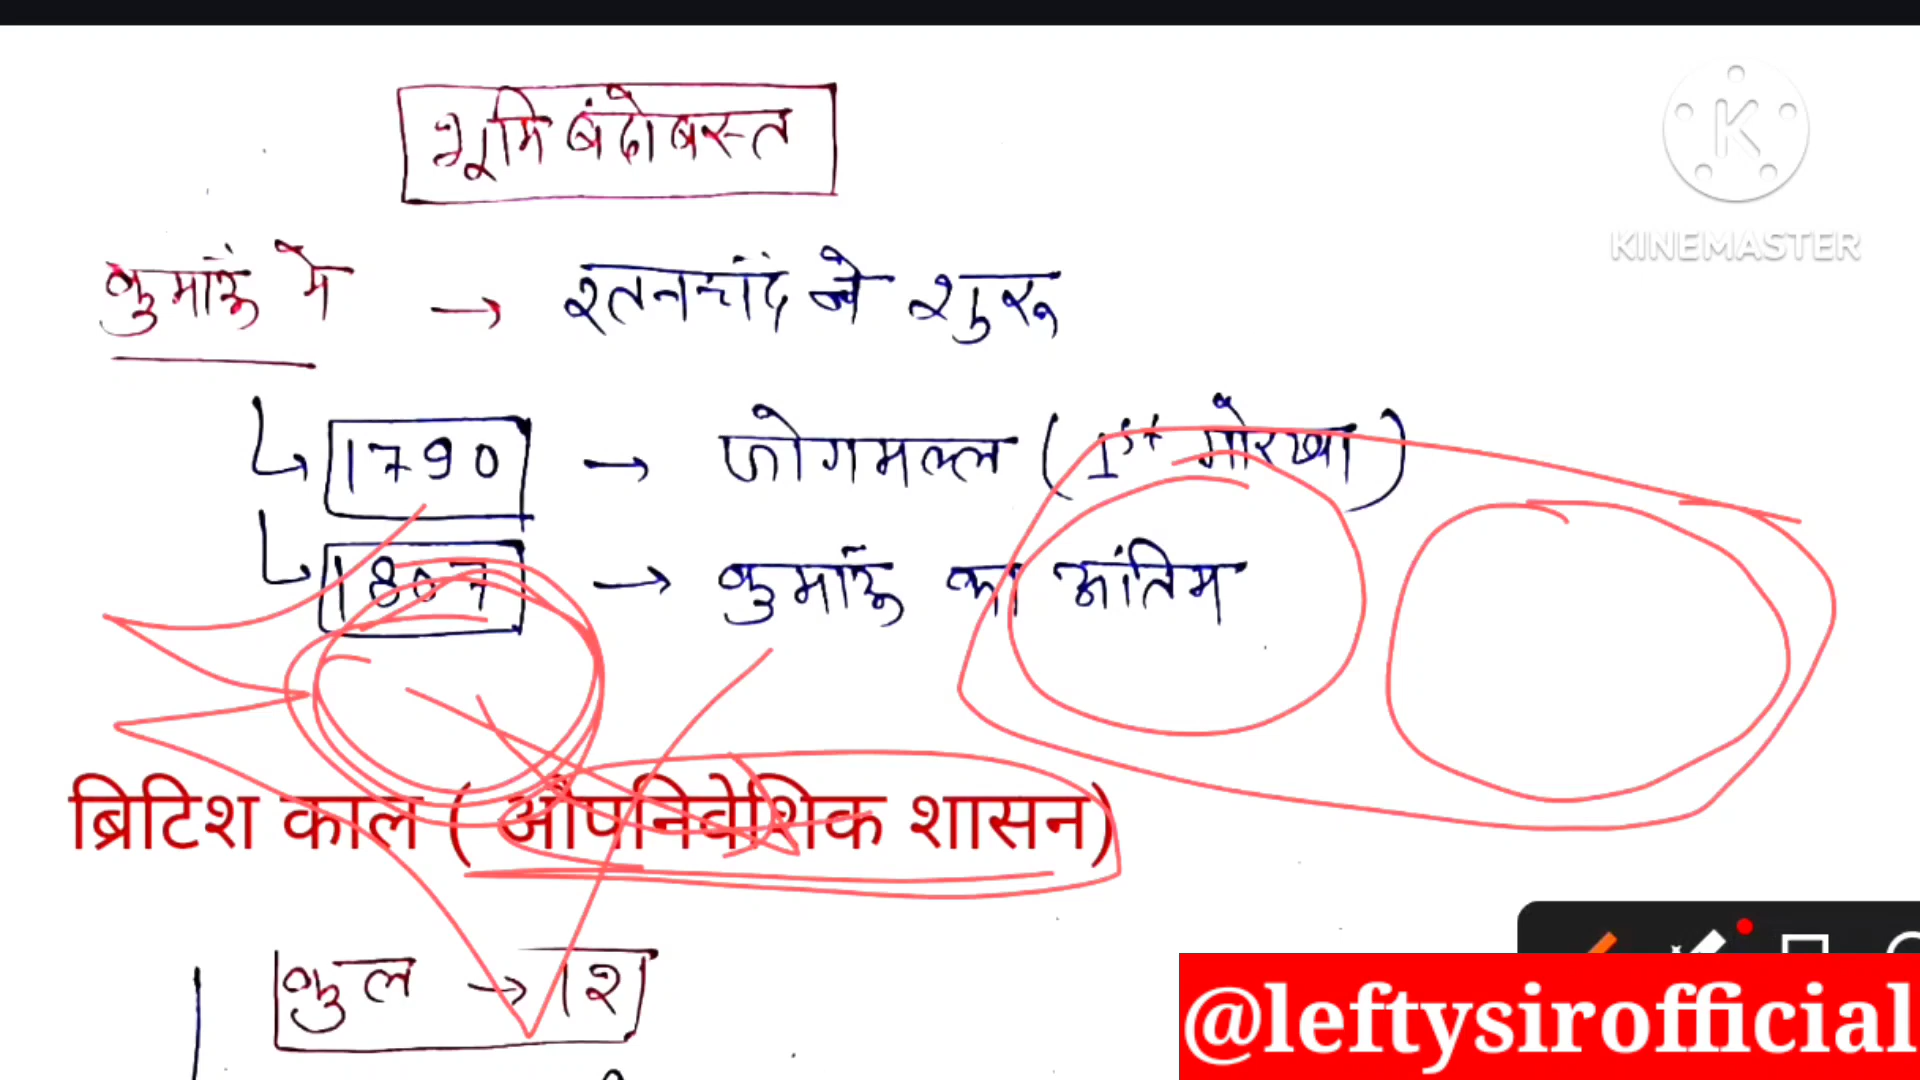 भूमि बंदोबस्त
K
KINEMASTER
कुमाऊं मे → रतनचंद ने शुरू
1790 → जोगमल्ल (1st गोरखा)
1807 → कुमाऊँ का अंतिम
ब्रिटिश काल ( औपनिवेशिक शासन)
कुल → 12
@leftysirofficial